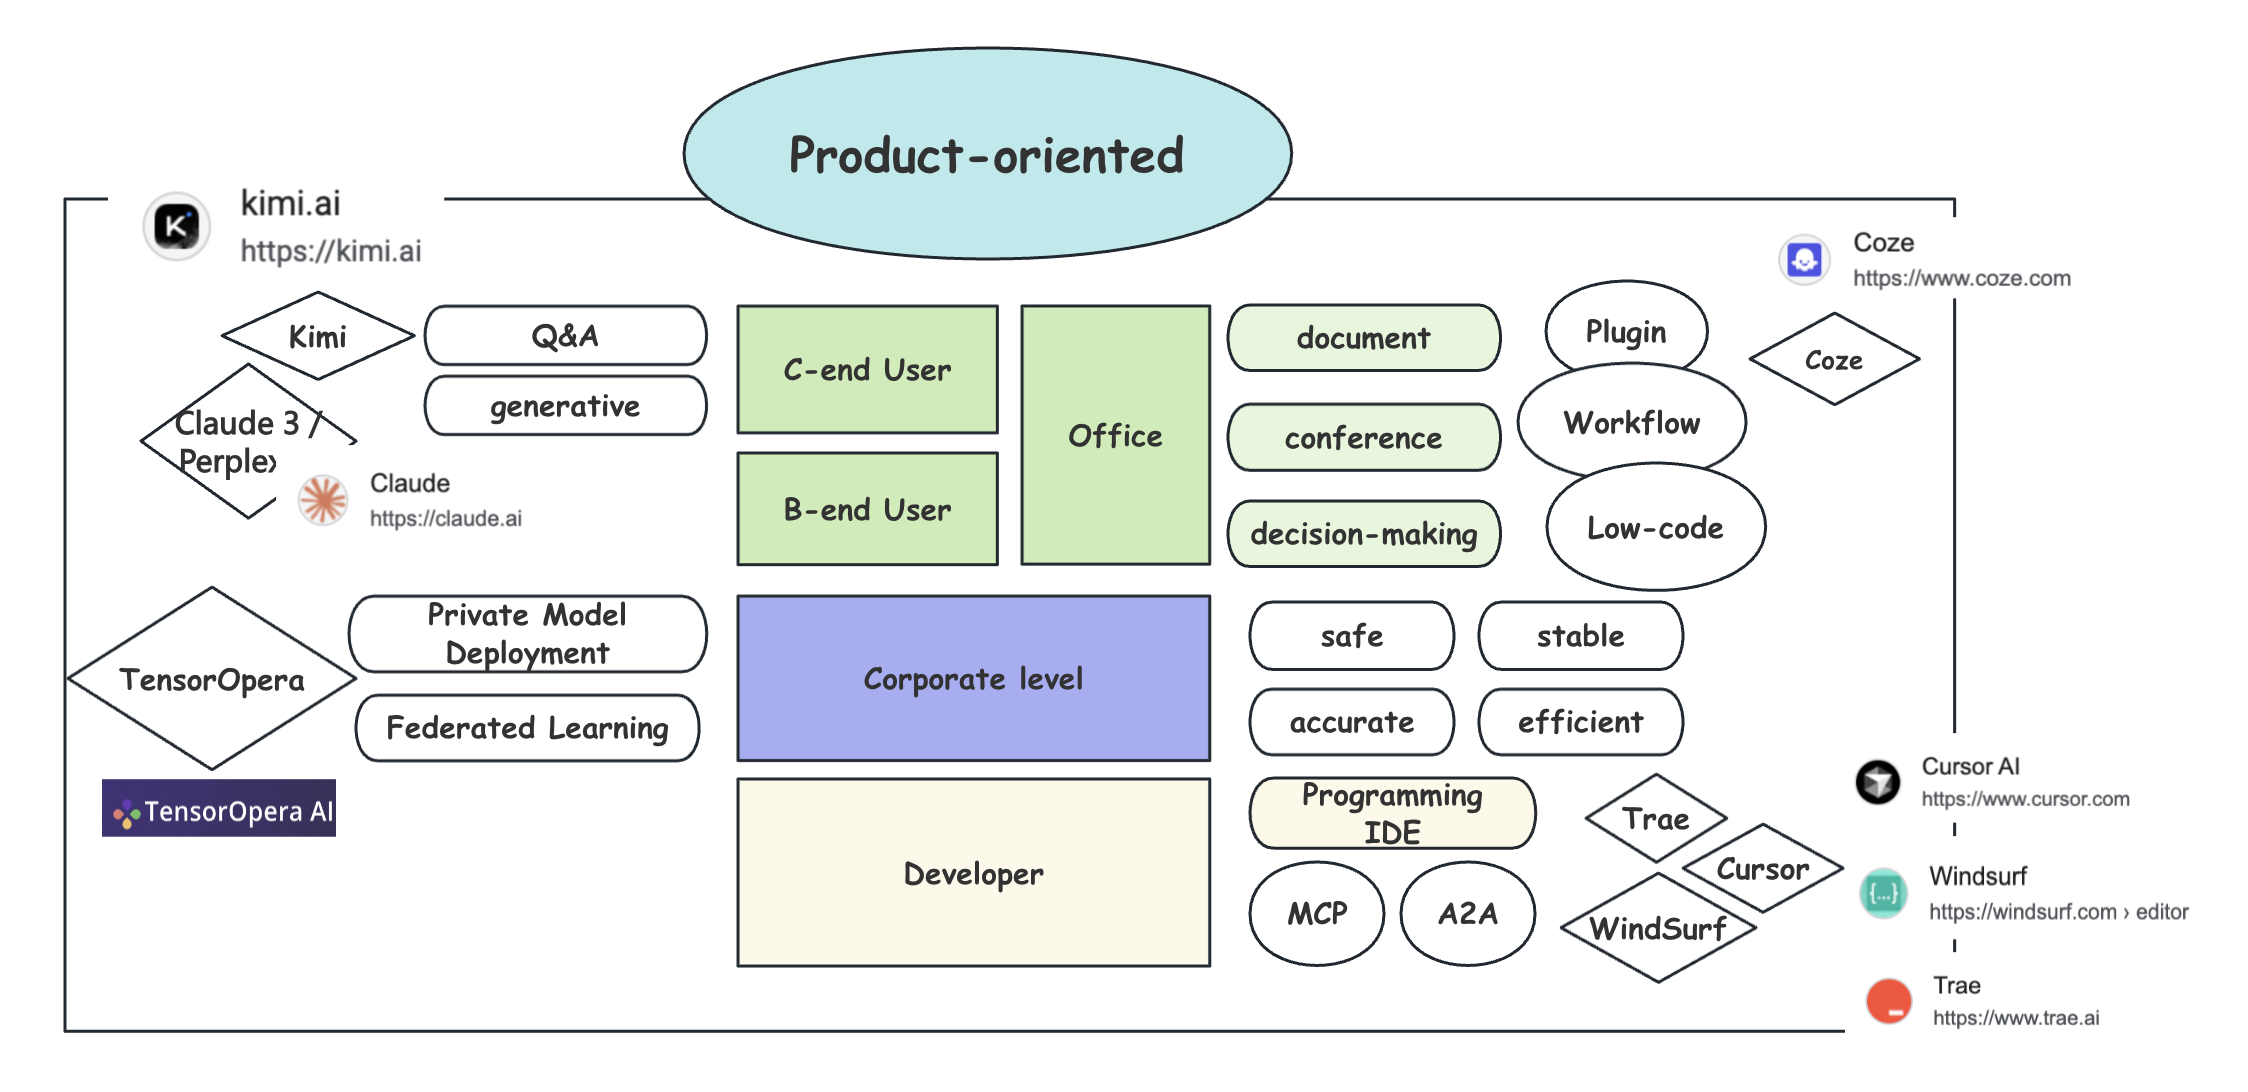 Product-oriented
kimi.ai
https://kimi.ai
Coze
https://www.coze.com
Kimi
Q&A
generative
Claude 3 /
Claude
https://claude.ai
C-end User
B-end User
Office
document
conference
decision-making
Plugin
Workflow
Low-code
Coze
TensorOpera
Private Model
Deployment
Federated Learning
TensorOpera AI
Corporate level
safe
stable
accurate
efficient
Developer
Programming
IDE
MCP
A2A
Trae
Cursor
WindSurf
Cursor AI
https://www.cursor.com
Windsurf
https://windsurf.com › editor
Trae
https://www.trae.ai